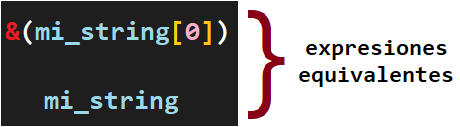 &(mi_string[0])
mi_string
expresiones
equivalentes